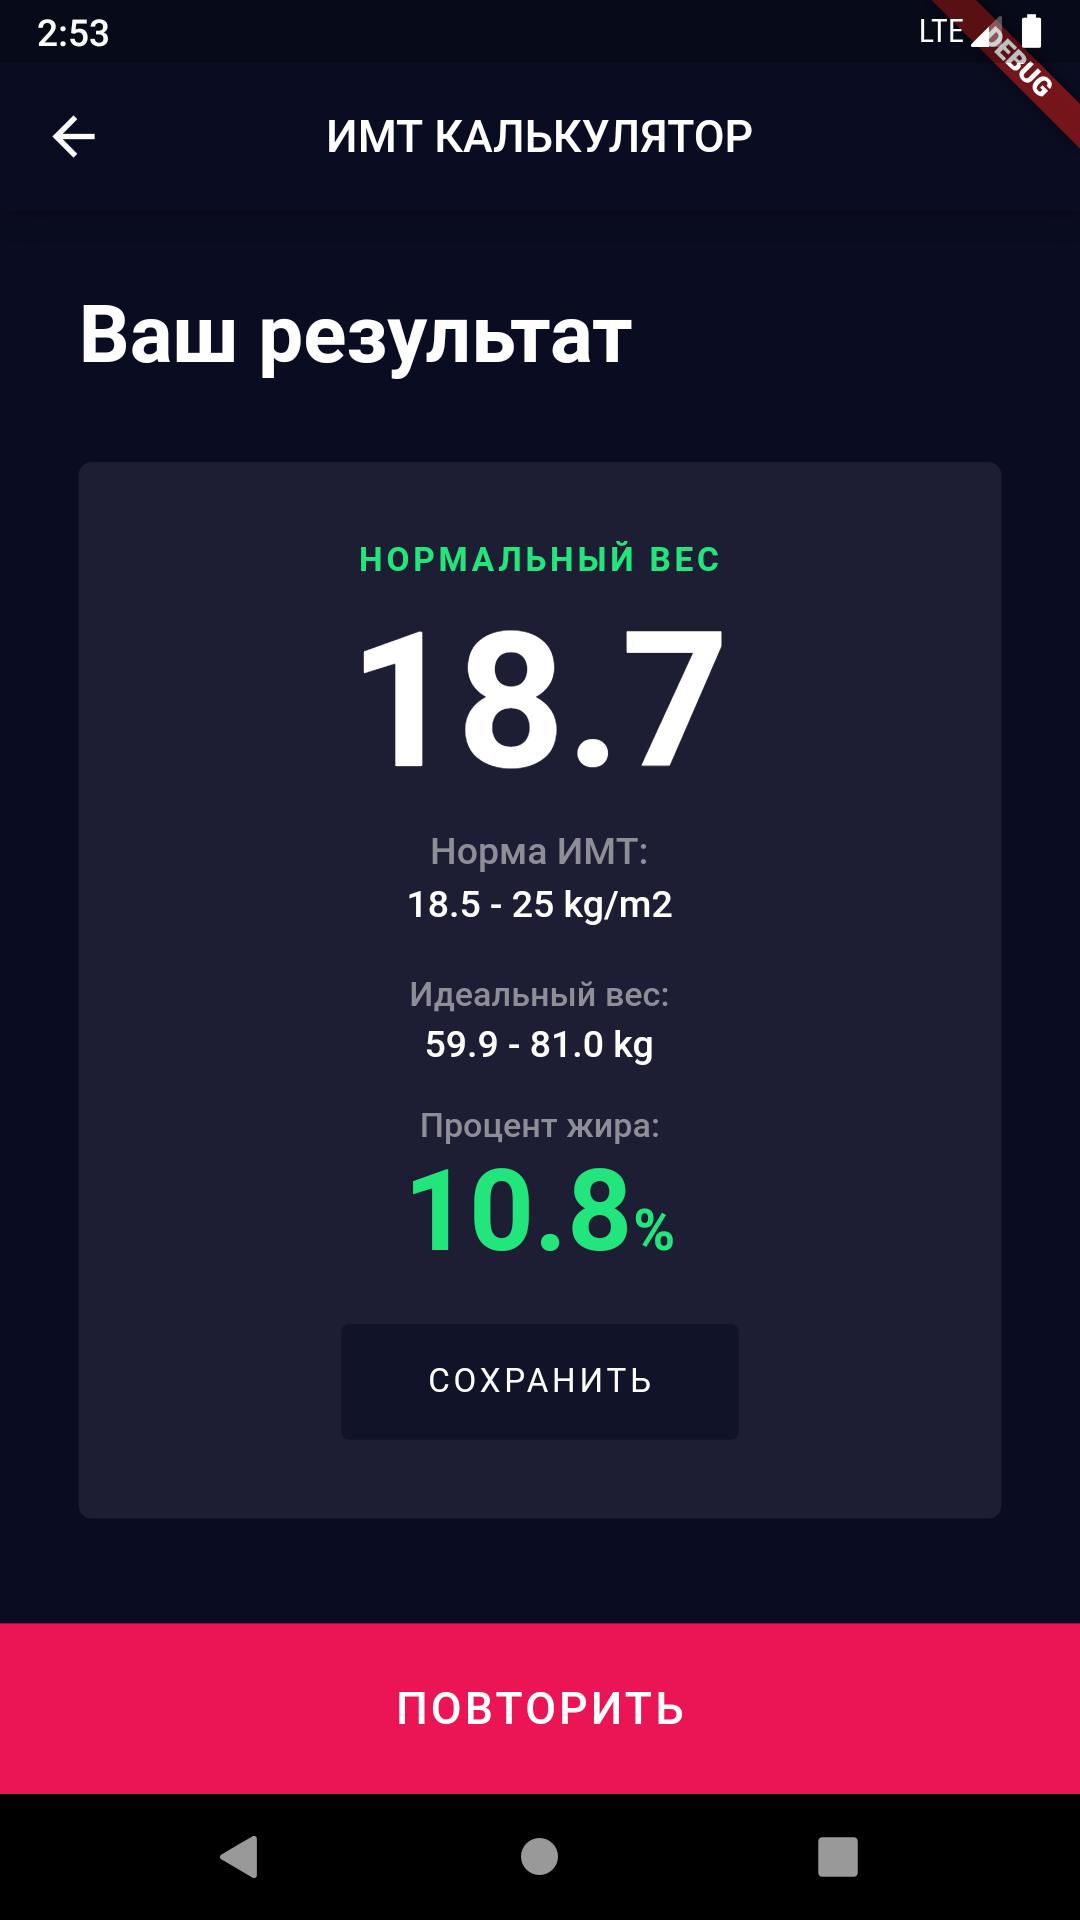 2:53
LTE
DEBUG
ИМТ КАЛЬКУЛЯТОР
Ваш результат
НОРМАЛЬНЫЙ ВЕС
18.7
Норма ИМТ:
18.5 - 25 kg/m2
Идеальный вес:
59.9 - 81.0 kg
Процент жира:
10.8%
СОХРАНИТЬ
ПОВТОРИТЬ